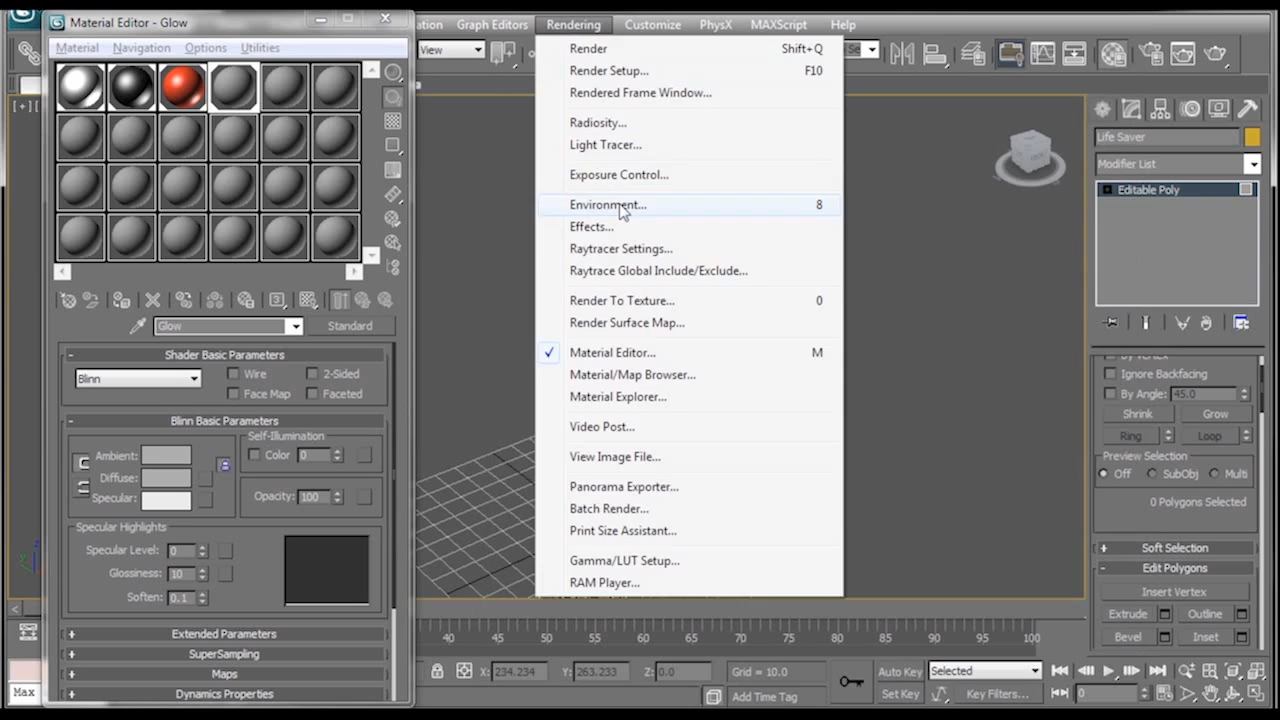 Material Editor - Glow
Material Navigation Options Utilities
Glow Standard
- Shader Basic Parameters
Blinn Wire 2-Sided
Face Map Faceted
- Blinn Basic Parameters
Self-Illumination
Ambient: Color 0
Diffuse:
Specular: Opacity: 100
Specular Highlights
Specular Level: 0
Glossiness: 10
Soften: 0.1
+ Extended Parameters
+ SuperSampling
+ Maps
+ Dynamics Properties
Max
ation Graph Editors Rendering Customize PhysX MAXScript Help
View
Se
[+]
Render Shift+Q
Render Setup... F10
Rendered Frame Window...
Radiosity...
Light Tracer...
Exposure Control...
Environment... 8
Effects...
Raytracer Settings...
Raytrace Global Include/Exclude...
Render To Texture... 0
Render Surface Map...
Material Editor... M
Material/Map Browser...
Material Explorer...
Video Post...
View Image File...
Panorama Exporter...
Batch Render...
Print Size Assistant...
Gamma/LUT Setup...
RAM Player...
Life Saver
Modifier List
Editable Poly
By Vertex
Ignore Backfacing
By Angle: 45.0
Shrink Grow
Ring Loop
Preview Selection
Off SubObj Multi
0 Polygons Selected
+ Soft Selection
- Edit Polygons
Insert Vertex
Extrude Outline
Bevel Inset
40 45 50 55 60 65 70 75 80 85 90 95 100
X: 234.234 Y: 263.233 Z: 0.0 Grid = 10.0 Auto Key Selected
Add Time Tag Set Key Key Filters... 0